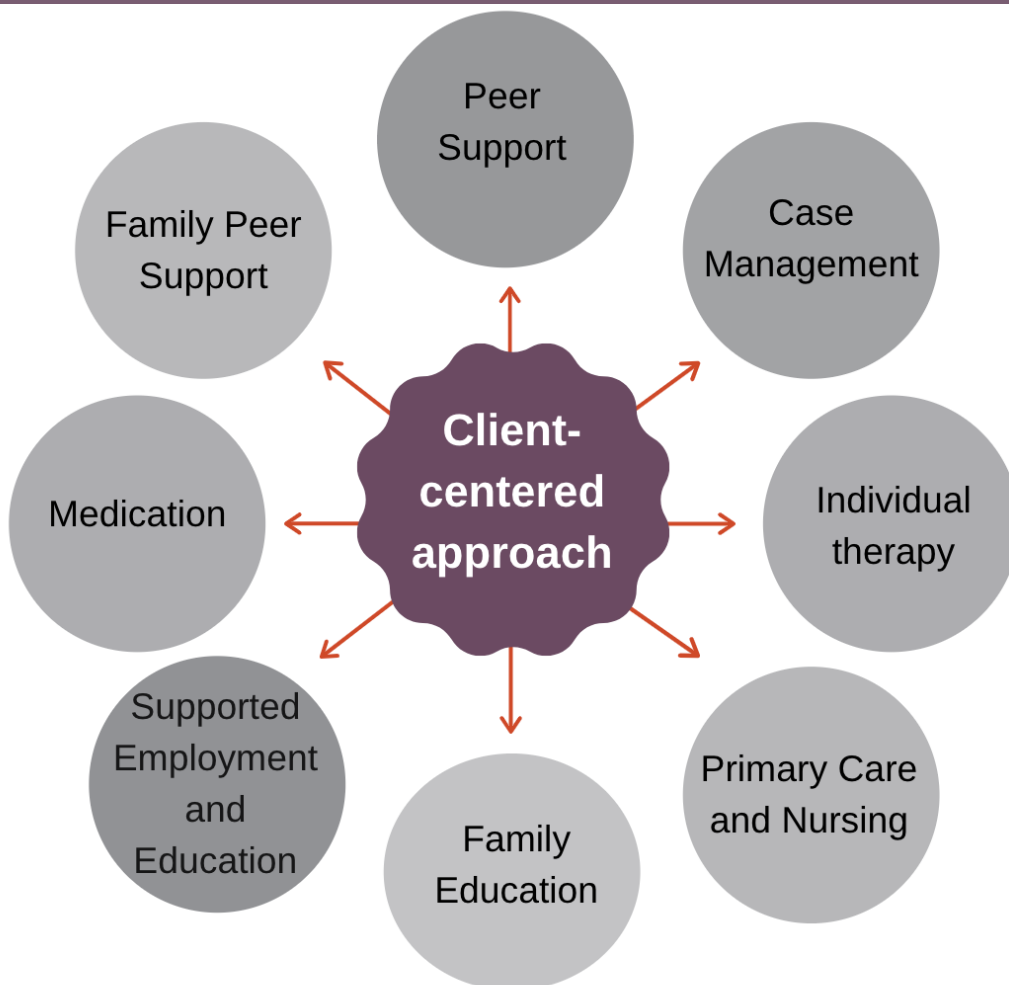 Peer
Support
Case
Management
Individual
therapy
Primary Care
and Nursing
Family
Education
Supported
Employment
and
Education
Medication
Family Peer
Support
Client-
centered
approach